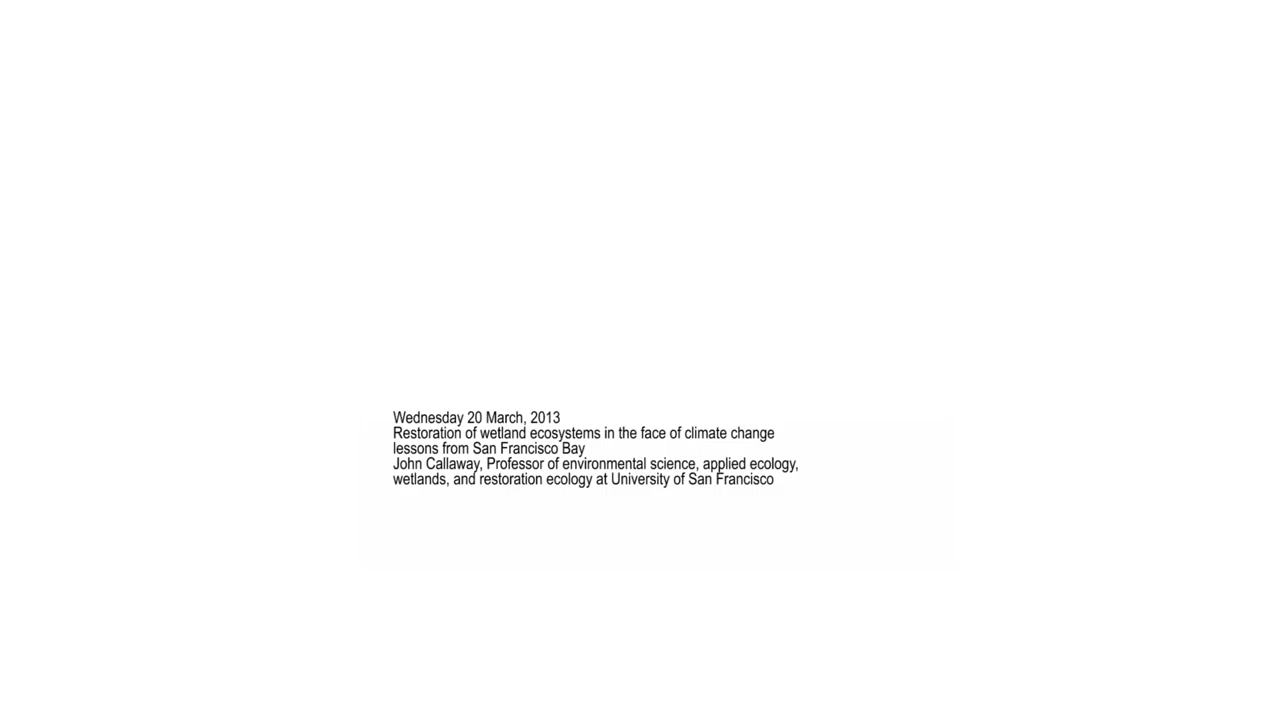 Wednesday 20 March, 2013
Restoration of wetland ecosystems in the face of climate change
lessons from San Francisco Bay
John Callaway, Professor of environmental science, applied ecology,
wetlands, and restoration ecology at University of San Francisco